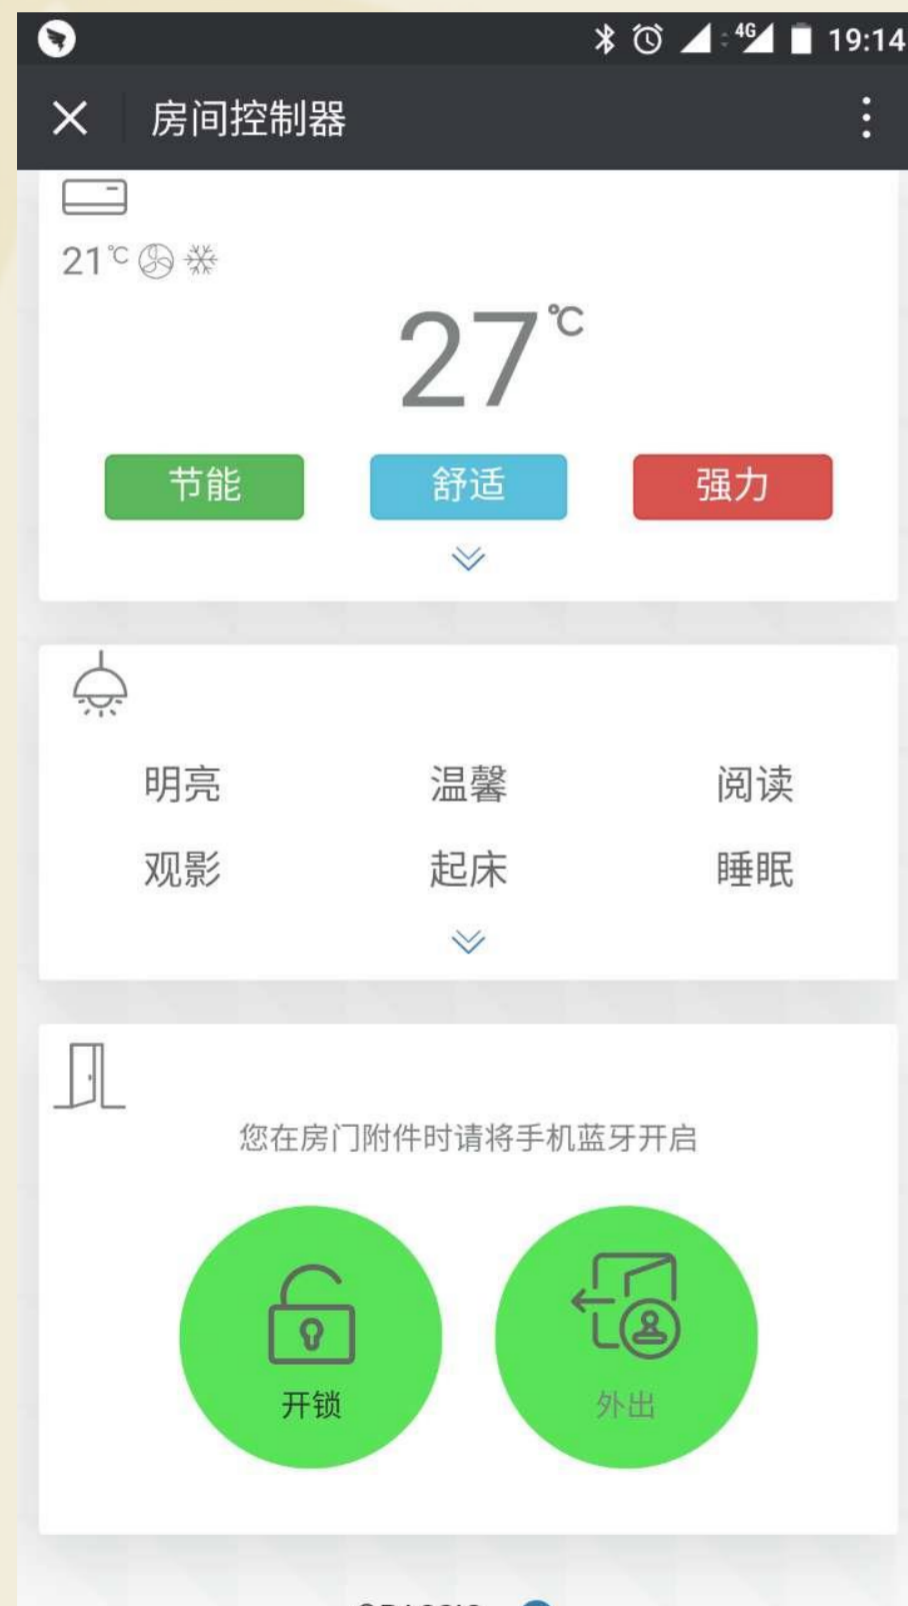 4G 19:14
房间控制器
21℃
27℃
节能 舒适 强力
明亮 温馨 阅读
观影 起床 睡眠
您在房门附件时请将手机蓝牙开启
开锁 外出